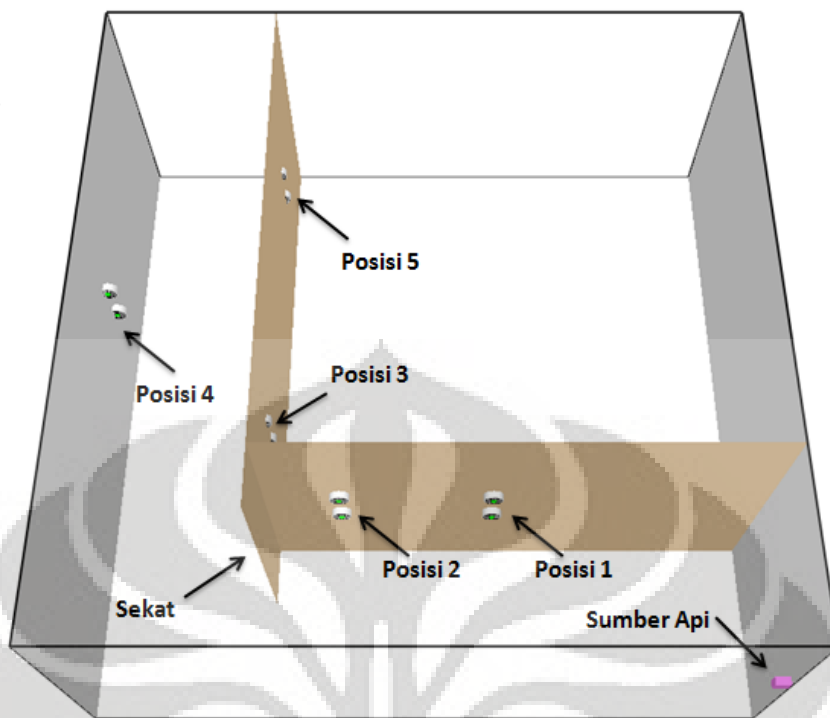 Posisi 5
Posisi 3
Posisi 4
Posisi 2
Posisi 1
Sekat
Sumber Api